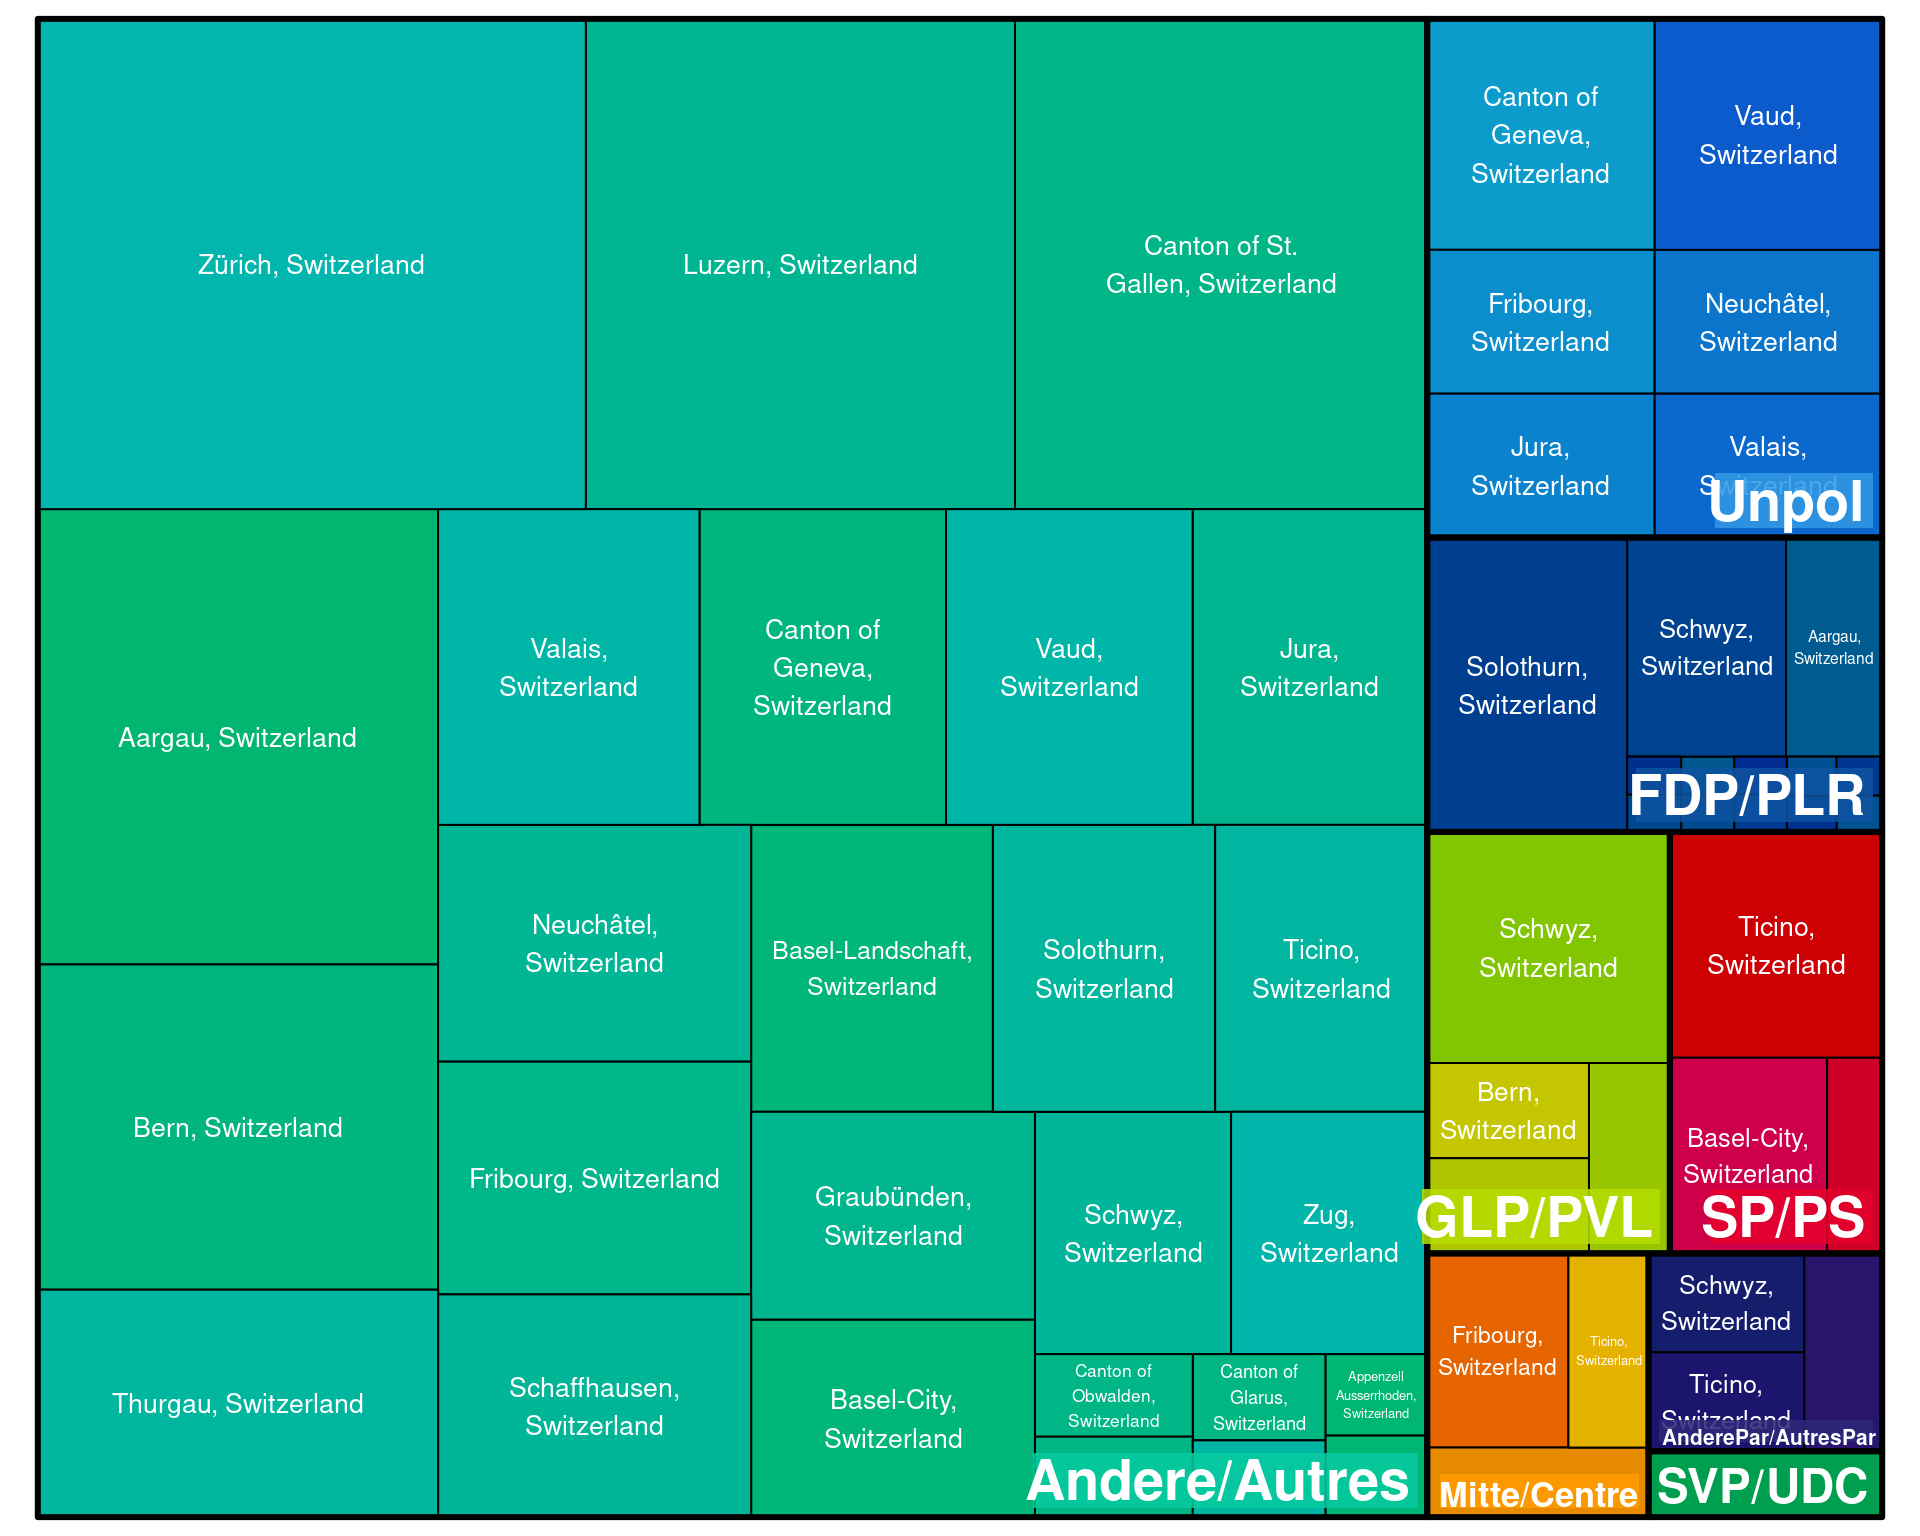 Zürich, Switzerland
Luzern, Switzerland
Canton of St.
Gallen, Switzerland
Aargau, Switzerland
Valais,
Switzerland
Canton of
Geneva,
Switzerland
Vaud,
Switzerland
Jura,
Switzerland
Bern, Switzerland
Neuchâtel,
Switzerland
Basel-Landschaft,
Switzerland
Solothurn,
Switzerland
Ticino,
Switzerland
Fribourg, Switzerland
Graubünden,
Switzerland
Schwyz,
Switzerland
Zug,
Switzerland
Thurgau, Switzerland
Schaffhausen,
Switzerland
Basel-City,
Switzerland
Canton of
Obwalden,
Switzerland
Canton of
Glarus,
Switzerland
Appenzell
Ausserrhoden,
Switzerland
Andere/Autres
Canton of
Geneva,
Switzerland
Vaud,
Switzerland
Fribourg,
Switzerland
Neuchâtel,
Switzerland
Jura,
Switzerland
Valais,
Switzerland
Unpol
Solothurn,
Switzerland
Schwyz,
Switzerland
Aargau,
Switzerland
FDP/PLR
Schwyz,
Switzerland
Bern,
Switzerland
GLP/PVL
Ticino,
Switzerland
Basel-City,
Switzerland
SP/PS
Fribourg,
Switzerland
Ticino,
Switzerland
Mitte/Centre
Schwyz,
Switzerland
Ticino,
Switzerland
AnderePar/AutresPar
SVP/UDC